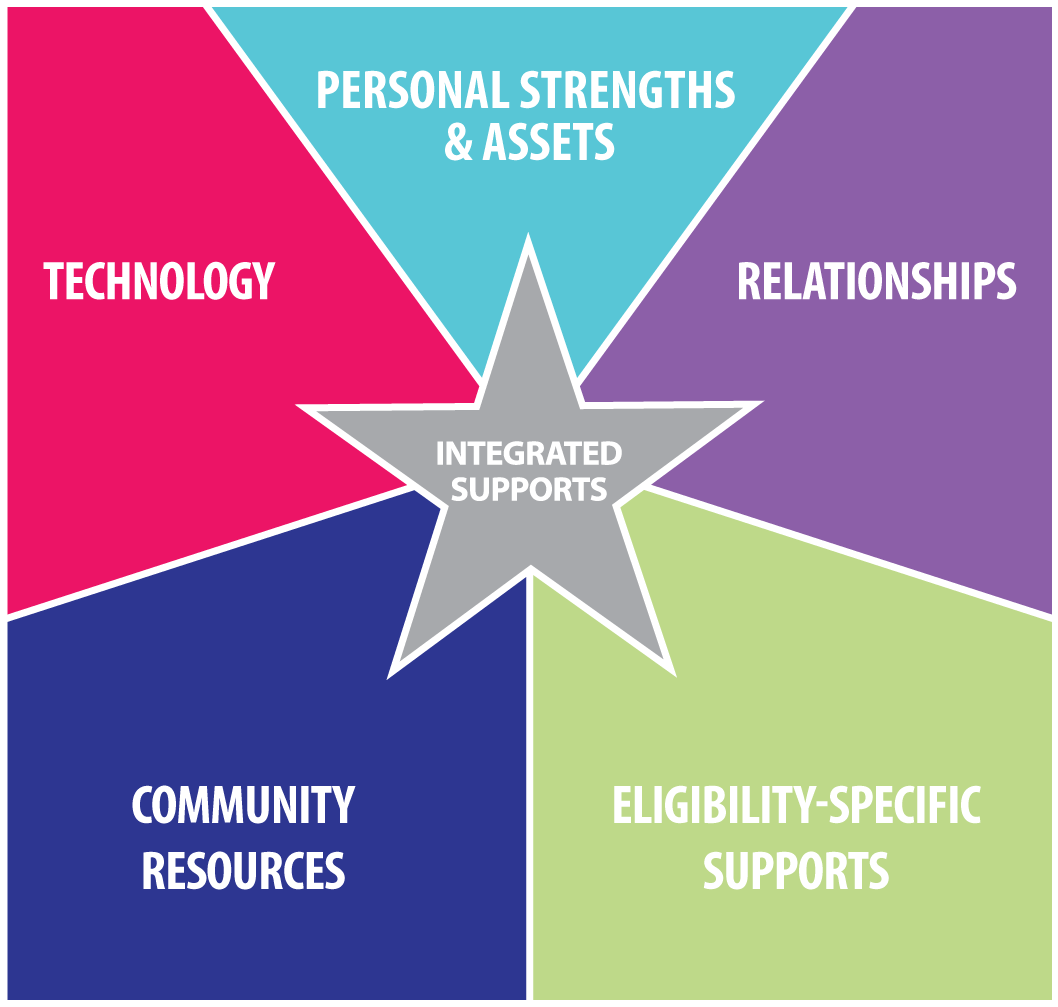 PERSONAL STRENGTHS
& ASSETS
TECHNOLOGY
RELATIONSHIPS
INTEGRATED
SUPPORTS
COMMUNITY
RESOURCES
ELIGIBILITY-SPECIFIC
SUPPORTS